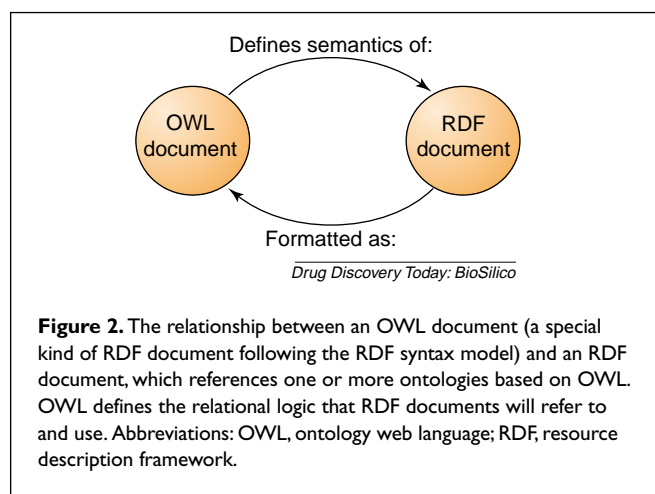 Defines semantics of:
OWL
document
RDF
document
Formatted as:
Drug Discovery Today: BioSilico
Figure 2. The relationship between an OWL document (a special
kind of RDF document following the RDF syntax model) and an RDF
document, which references one or more ontologies based on OWL.
OWL defines the relational logic that RDF documents will refer to
and use. Abbreviations: OWL, ontology web language; RDF, resource
description framework.